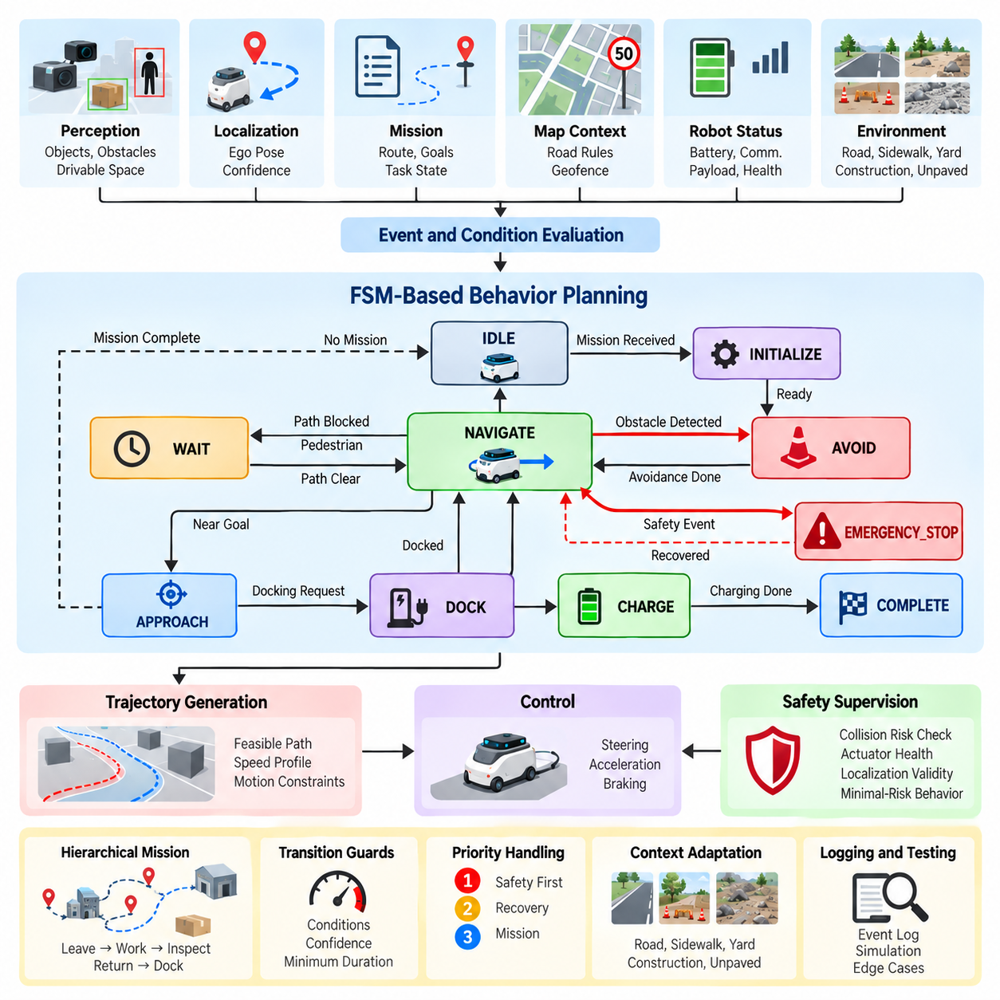 50
Perception
Objects, Obstacles
Drivable Space
Localization
Ego Pose
Confidence
Mission
Route, Goals
Task State
Map Context
Road Rules
Geofence
Robot Status
Battery, Comm.
Payload, Health
Environment
Road, Sidewalk, Yard
Construction, Unpaved
Event and Condition Evaluation
FSM-Based Behavior Planning
Mission Complete
No Mission
IDLE
Mission Received
INITIALIZE
Ready
WAIT
Path Blocked
Pedestrian
Path Clear
NAVIGATE
Obstacle Detected
Avoidance Done
AVOID
Near Goal
Docked
Safety Event
Recovered
EMERGENCY_STOP
APPROACH
Docking Request
DOCK
CHARGE
Charging Done
COMPLETE
Trajectory Generation
Feasible Path
Speed Profile
Motion Constraints
Control
Steering
Acceleration
Braking
Safety Supervision
Collision Risk Check
Actuator Health
Localization Validity
Minimal-Risk Behavior
Hierarchical Mission
Leave → Work → Inspect
Return → Dock
Transition Guards
Conditions
Confidence
Minimum Duration
Priority Handling
1 Safety First
2 Recovery
3 Mission
Context Adaptation
Road, Sidewalk, Yard
Construction, Unpaved
Logging and Testing
Event Log
Simulation
Edge Cases